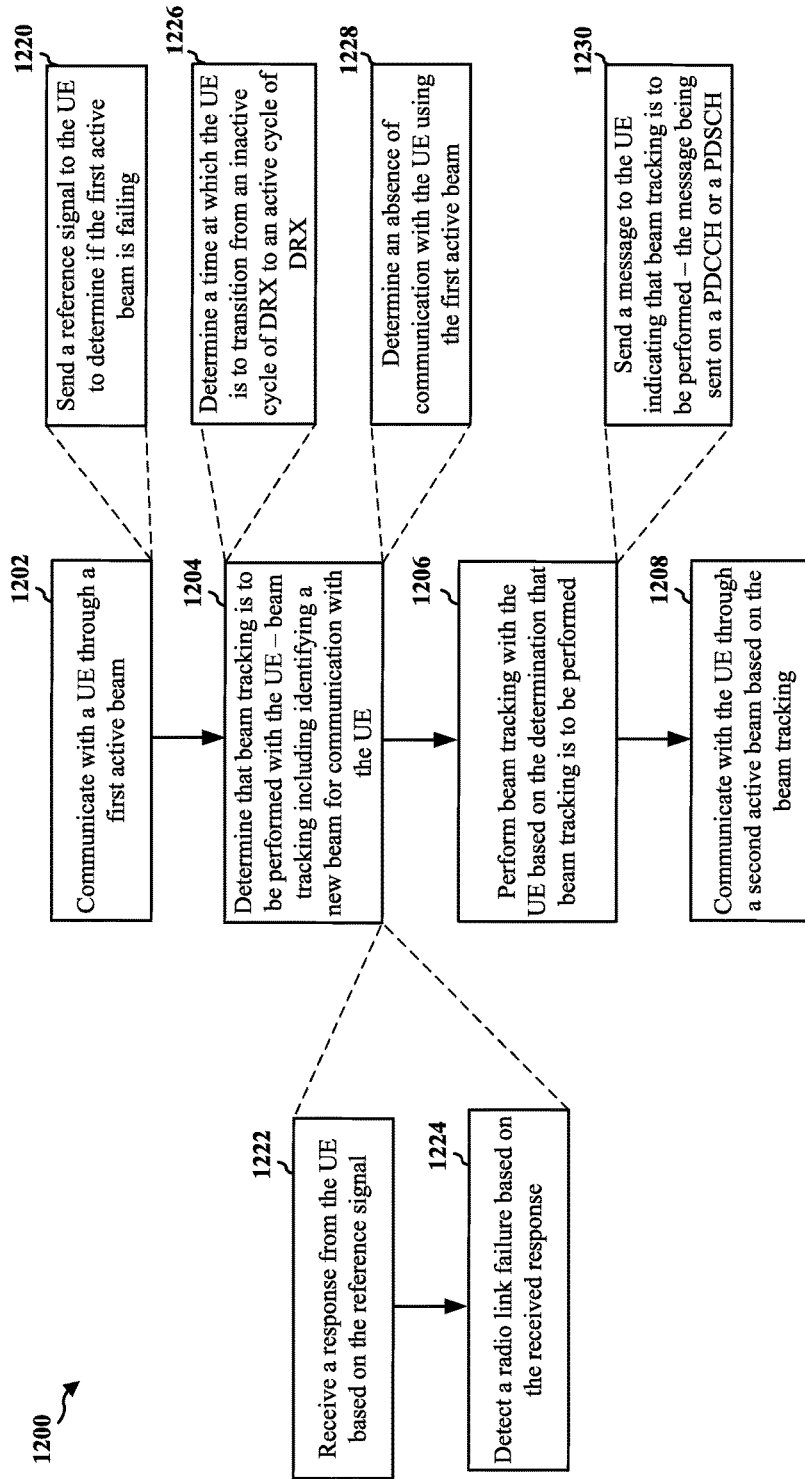 1200
1202
Communicate with a UE through a
first active beam
1204
Determine that beam tracking is to
be performed with the UE – beam
tracking including identifying a
new beam for communication with
the UE
1206
Perform beam tracking with the
UE based on the determination that
beam tracking is to be performed
1208
Communicate with the UE through
a second active beam based on the
beam tracking
1220
Send a reference signal to the UE
to determine if the first active
beam is failing
1226
Determine a time at which the UE
is to transition from an inactive
cycle of DRX to an active cycle of
DRX
1228
Determine an absence of
communication with the UE using
the first active beam
1230
Send a message to the UE
indicating that beam tracking is to
be performed – the message being
sent on a PDCCH or a PDSCH
1222
Receive a response from the UE
based on the reference signal
1224
Detect a radio link failure based on
the received response